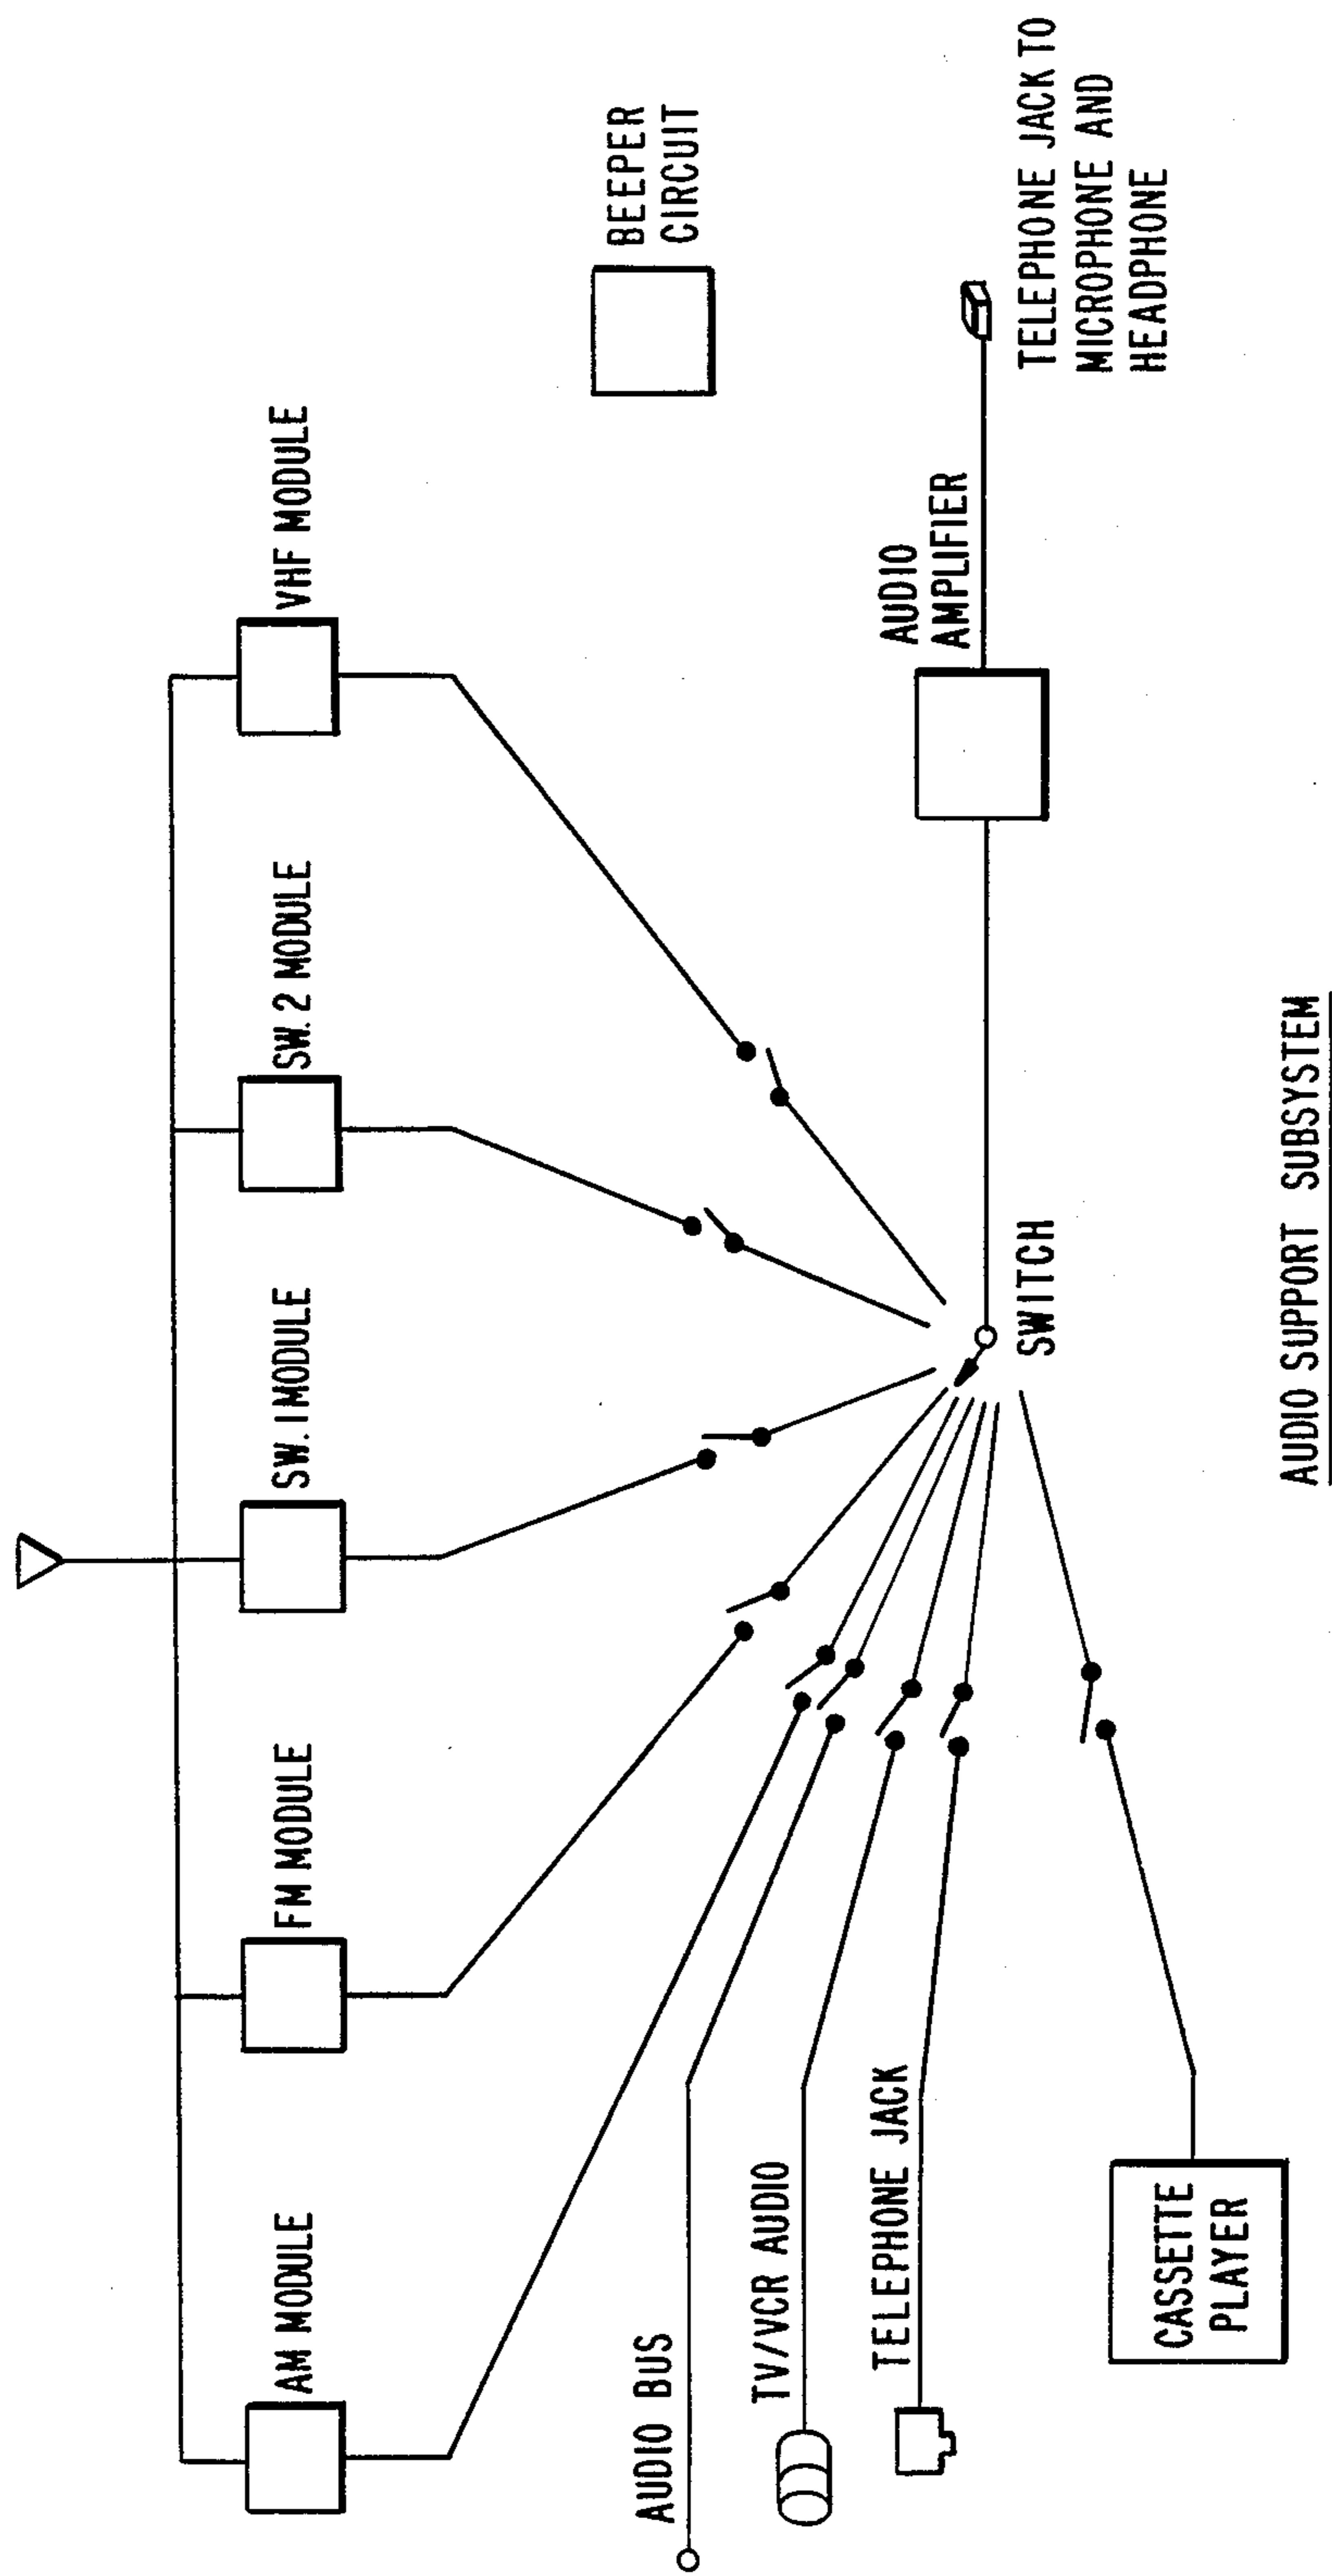 AM MODULE
FM MODULE
SW. 1 MODULE
SW. 2 MODULE
VHF MODULE
BEEPER
CIRCUIT
AUDIO BUS
TV/VCR AUDIO
TELEPHONE JACK
CASSETTE
PLAYER
SWITCH
AUDIO
AMPLIFIER
TELEPHONE JACK TO
MICROPHONE AND
HEADPHONE
AUDIO SUPPORT SUBSYSTEM